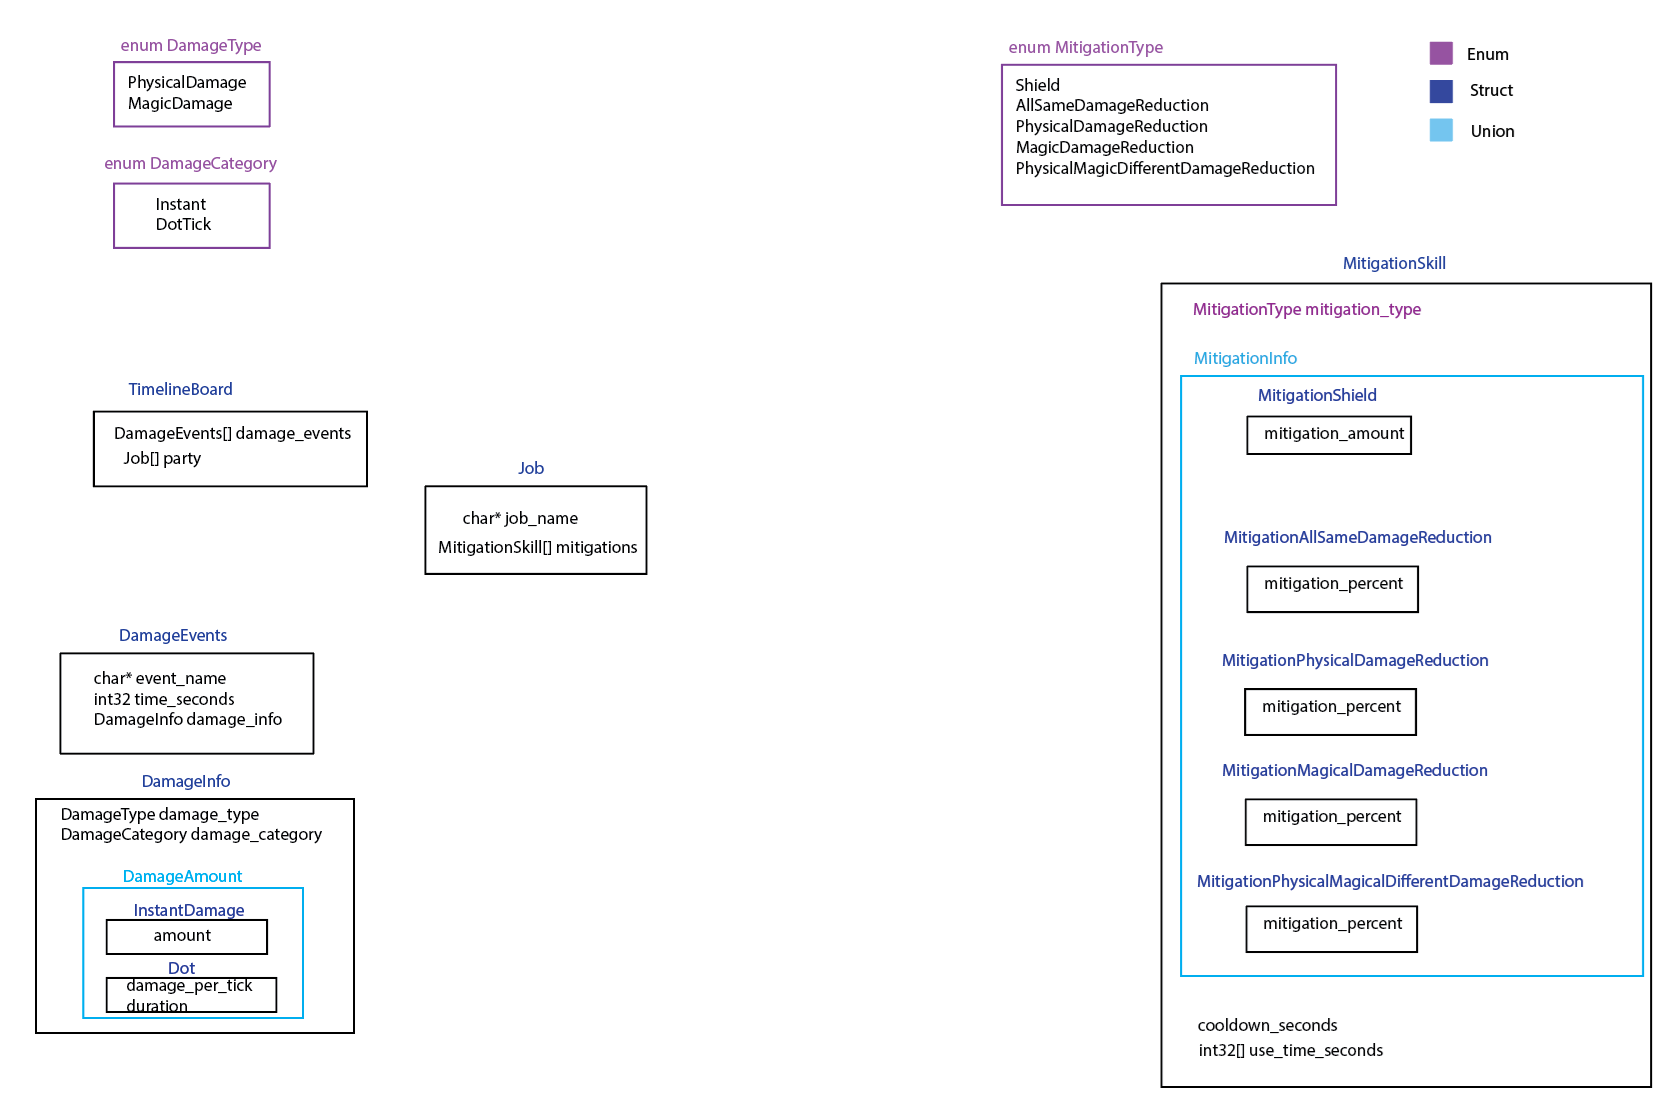 enum DamageType
PhysicalDamage
MagicDamage
enum DamageCategory
Instant
DotTick
enum MitigationType
Shield
AllSameDamageReduction
PhysicalDamageReduction
MagicDamageReduction
PhysicalMagicDifferentDamageReduction
Enum
Struct
Union
TimelineBoard
DamageEvents[] damage_events
Job[] party
Job
char* job_name
MitigationSkill[] mitigations
DamageEvents
char* event_name
int32 time_seconds
DamageInfo damage_info
DamageInfo
DamageType damage_type
DamageCategory damage_category
DamageAmount
InstantDamage
amount
Dot
damage_per_tick
duration
MitigationSkill
MitigationType mitigation_type
MitigationInfo
MitigationShield
mitigation_amount
MitigationAllSameDamageReduction
mitigation_percent
MitigationPhysicalDamageReduction
mitigation_percent
MitigationMagicalDamageReduction
mitigation_percent
MitigationPhysicalMagicalDifferentDamageReduction
mitigation_percent
cooldown_seconds
int32[] use_time_seconds